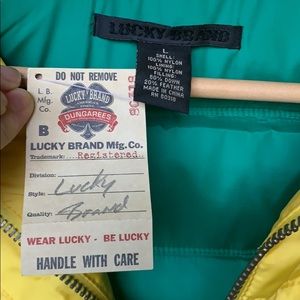 LUCKY BRAND
L
SHELL:
100% NYLON
LINING:
100% NYLON
FILLING:
80% DOWN
20% FEATHER
MADE IN CHINA
RN 80318
DO NOT REMOVE
L. B.
Mfg.
Co.
B
LUCKY BRAND
DUNGAREES
LUCKY BRAND Mfg. Co.
Trademark: Registered
Division:
Style: Lucky
Quality: Brand
WEAR LUCKY - BE LUCKY
HANDLE WITH CARE